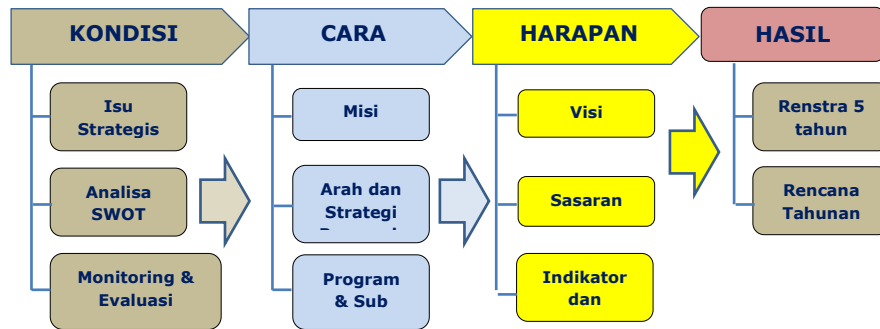 KONDISI
CARA
HARAPAN
HASIL
Isu
Strategis
Analisa
SWOT
Monitoring &
Evaluasi
Misi
Arah dan
Strategi
Program
& Sub
Visi
Sasaran
Indikator
dan
Renstra 5
tahun
Rencana
Tahunan